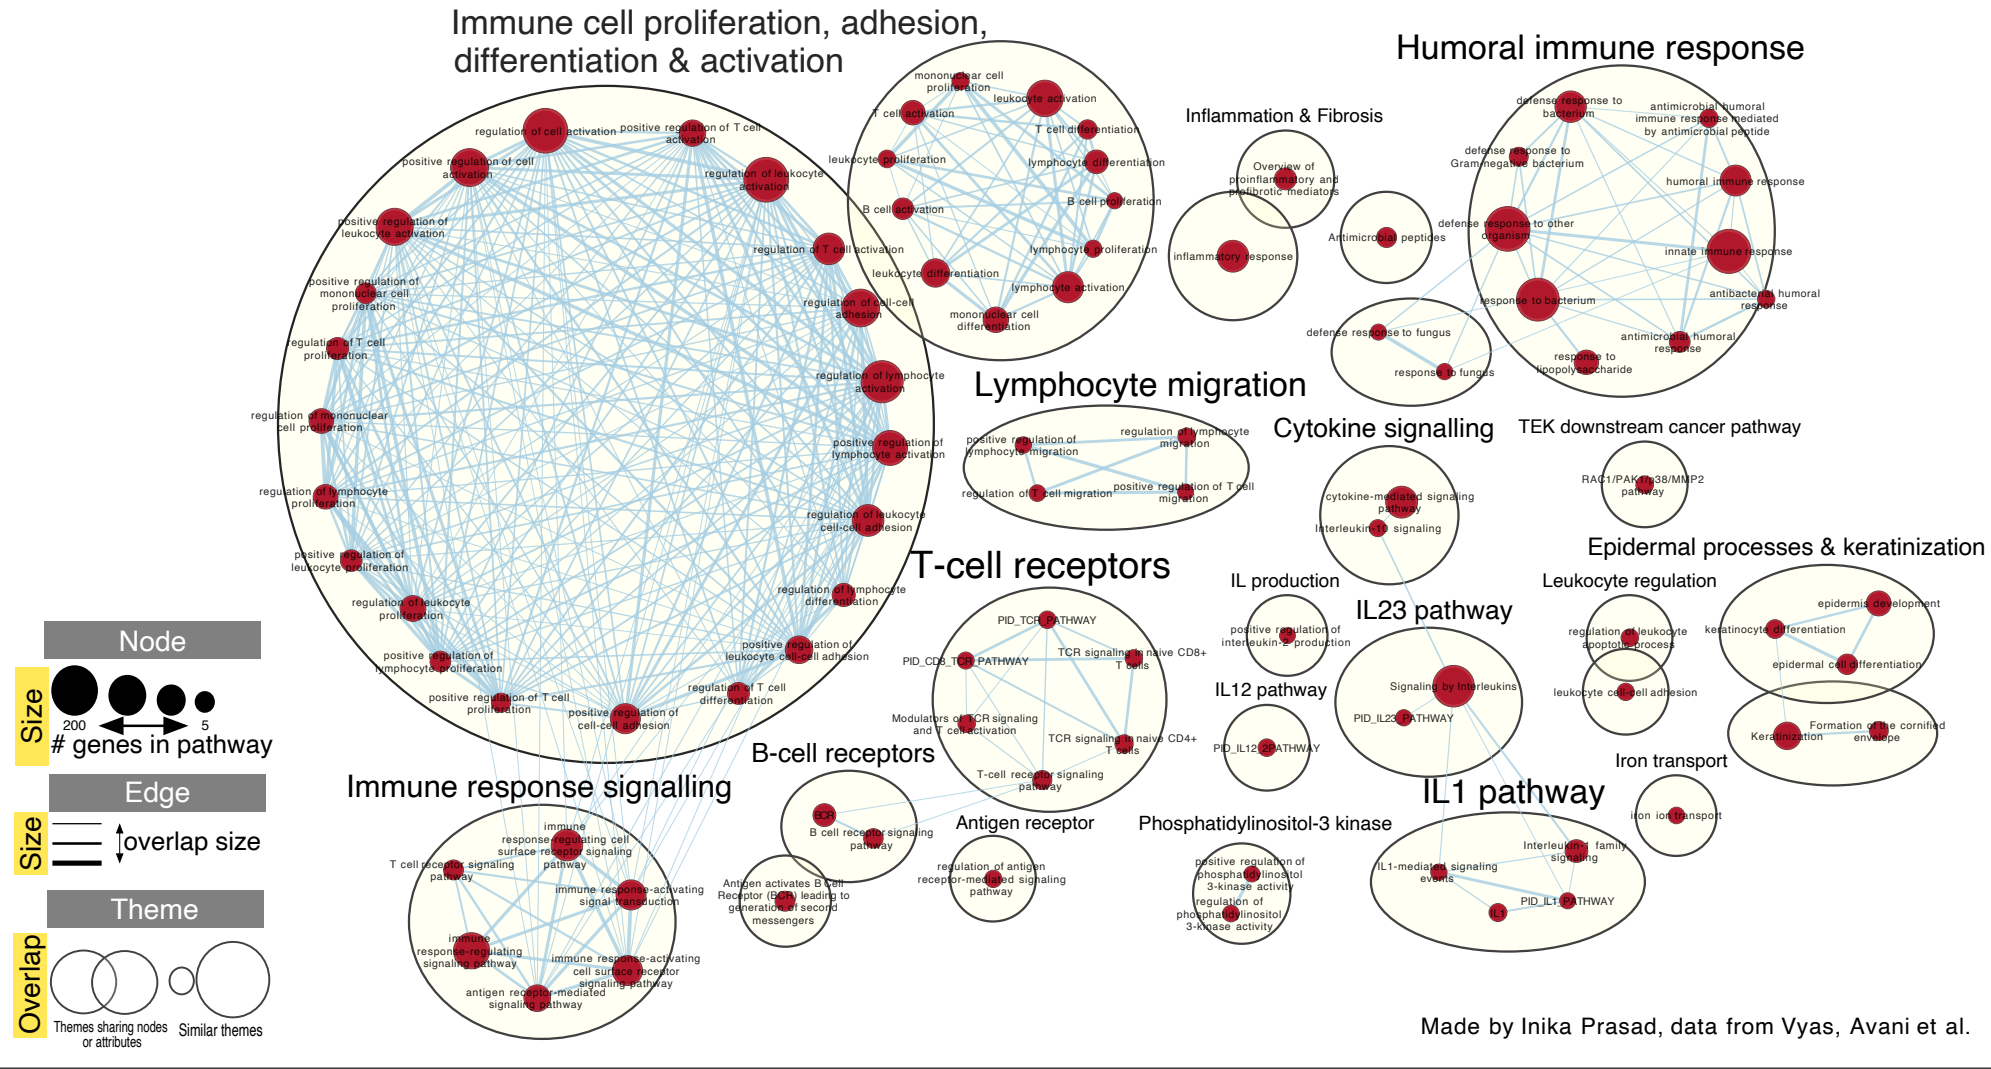 Immune cell proliferation, adhesion,
differentiation & activation
regulation of cell activation
positive regulation of T cell
activation
positive regulation of cell
activation
regulation of leukocyte
activation
positive regulation of
leukocyte activation
regulation of T cell activation
positive regulation of
mononuclear cell
proliferation
regulation of cell-cell
adhesion
regulation of T cell
proliferation
regulation of lymphocyte
activation
regulation of mononuclear
cell proliferation
positive regulation of
lymphocyte activation
regulation of lymphocyte
proliferation
regulation of leukocyte
cell-cell adhesion
positive regulation of
leukocyte proliferation
regulation of lymphocyte
differentiation
regulation of leukocyte
proliferation
positive regulation of
leukocyte cell-cell adhesion
positive regulation of
lymphocyte proliferation
regulation of T cell
differentiation
positive regulation of T cell
proliferation
positive regulation of
cell-cell adhesion
mononuclear cell
proliferation
leukocyte activation
T cell activation
T cell differentiation
leukocyte proliferation
lymphocyte differentiation
B cell activation
B cell proliferation
lymphocyte proliferation
leukocyte differentiation
lymphocyte activation
mononuclear cell
differentiation
Inflammation & Fibrosis
Overview of
proinflammatory and
profibrotic mediators
inflammatory response
Antimicrobial peptides
Humoral immune response
defense response to
bacterium
antimicrobial humoral
immune response mediated
by antimicrobial peptide
defense response to
Gram-negative bacterium
humoral immune response
defense response to other
organism
innate immune response
response to bacterium
antibacterial humoral
response
antimicrobial humoral
response
response to
lipopolysaccharide
defense response to fungus
response to fungus
Lymphocyte migration
positive regulation of
lymphocyte migration
regulation of lymphocyte
migration
regulation of T cell migration
positive regulation of T cell
migration
Cytokine signalling
cytokine-mediated signaling
pathway
Interleukin-10 signaling
TEK downstream cancer pathway
RAC1/PAK1/p38/MMP2
pathway
T-cell receptors
PID_TCR_PATHWAY
PID_CD8_TCR_PATHWAY
TCR signaling in naive CD8+
T cells
Modulators of TCR signaling
and T cell activation
TCR signaling in naive CD4+
T cells
T-cell receptor signaling
pathway
IL production
positive regulation of
interleukin-2 production
IL12 pathway
PID_IL12_2PATHWAY
IL23 pathway
Signaling by Interleukins
PID_IL23_PATHWAY
Epidermal processes & keratinization
Leukocyte regulation
regulation of leukocyte
apoptotic process
leukocyte cell-cell adhesion
epidermis development
keratinocyte differentiation
epidermal cell differentiation
Keratinization
Formation of the cornified
envelope
Iron transport
iron ion transport
IL1 pathway
Interleukin-1 family
signaling
IL1-mediated signaling
events
PID_IL1_PATHWAY
IL1
Immune response signalling
immune
response-regulating cell
surface receptor signaling
pathway
T cell receptor signaling
pathway
immune response-activating
signal transduction
immune
response-regulating
signaling pathway
immune response-activating
cell surface receptor
signaling pathway
antigen receptor-mediated
signaling pathway
B-cell receptors
BCR
B cell receptor signaling
pathway
Antigen activates B Cell
Receptor (BCR) leading to
generation of second
messengers
Antigen receptor
regulation of antigen
receptor-mediated signaling
pathway
Phosphatidylinositol-3 kinase
positive regulation of
phosphatidylinositol
3-kinase activity
regulation of
phosphatidylinositol
3-kinase activity
Node
Size
200
5
# genes in pathway
Edge
Size
overlap size
Theme
Overlap
Themes sharing nodes
or attributes
Similar themes
Made by Inika Prasad, data from Vyas, Avani et al.